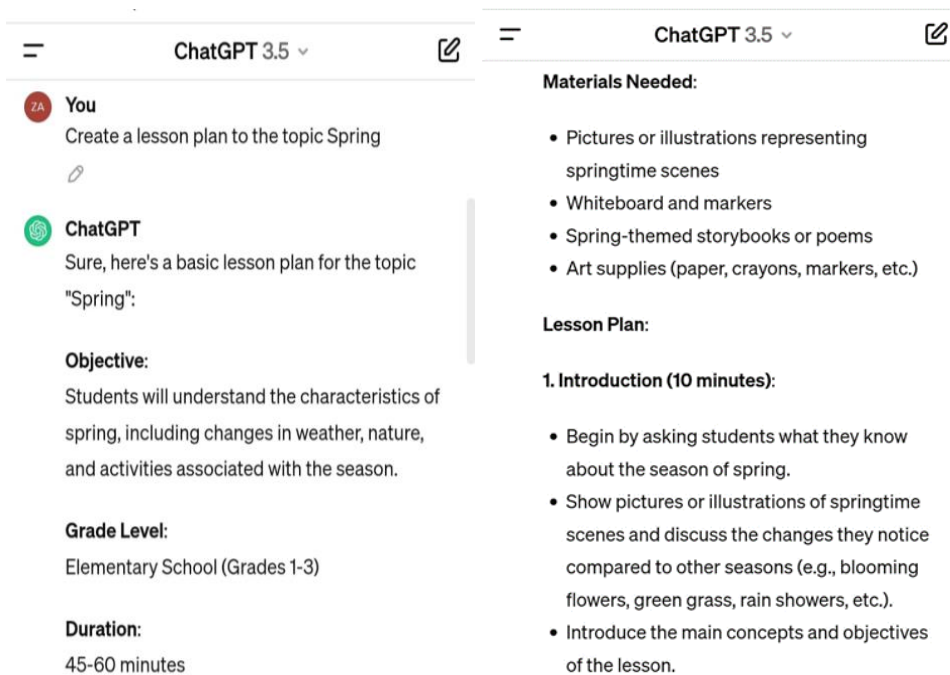 ChatGPT 3.5
ZA
You
Create a lesson plan to the topic Spring
ChatGPT
Sure, here's a basic lesson plan for the topic
"Spring":
Objective:
Students will understand the characteristics of
spring, including changes in weather, nature,
and activities associated with the season.
Grade Level:
Elementary School (Grades 1-3)
Duration:
45-60 minutes
ChatGPT 3.5
Materials Needed:
• Pictures or illustrations representing
springtime scenes
• Whiteboard and markers
• Spring-themed storybooks or poems
• Art supplies (paper, crayons, markers, etc.)
Lesson Plan:
1. Introduction (10 minutes):
• Begin by asking students what they know
about the season of spring.
• Show pictures or illustrations of springtime
scenes and discuss the changes they notice
compared to other seasons (e.g., blooming
flowers, green grass, rain showers, etc.).
• Introduce the main concepts and objectives
of the lesson.